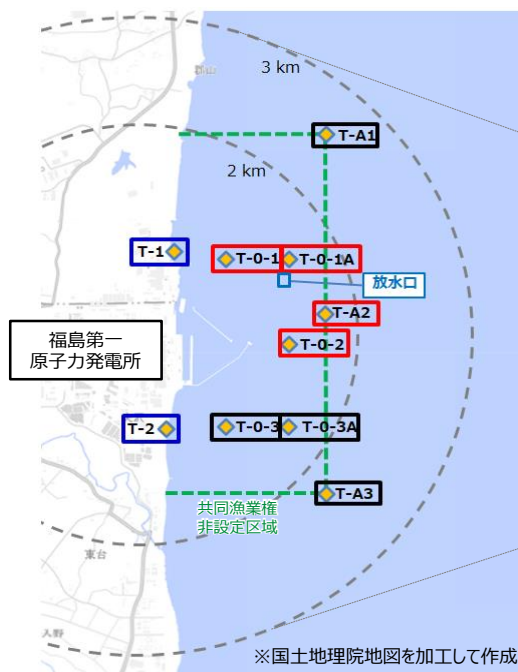 郡山
3 km
T-A1
2 km
T-1
T-0-1
T-0-1A
放水口
T-A2
福島第一
原子力発電所
T-0-2
T-2
T-0-3
T-0-3A
T-A3
共同漁業権
非設定区域
東台
入野
※国土地理院地図を加工して作成